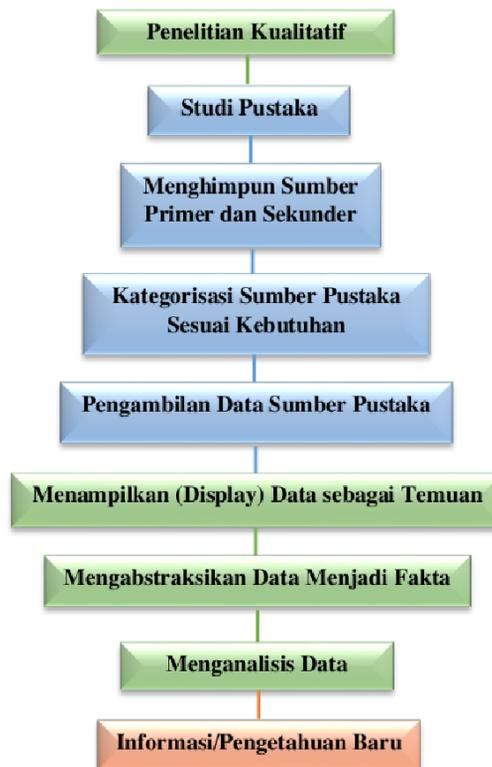 Penelitian Kualitatif
Studi Pustaka
Menghimpun Sumber
Primer dan Sekunder
Kategorisasi Sumber Pustaka
Sesuai Kebutuhan
Pengambilan Data Sumber Pustaka
Menampilkan (Display) Data sebagai Temuan
Mengabstraksikan Data Menjadi Fakta
Menganalisis Data
Informasi/Pengetahuan Baru